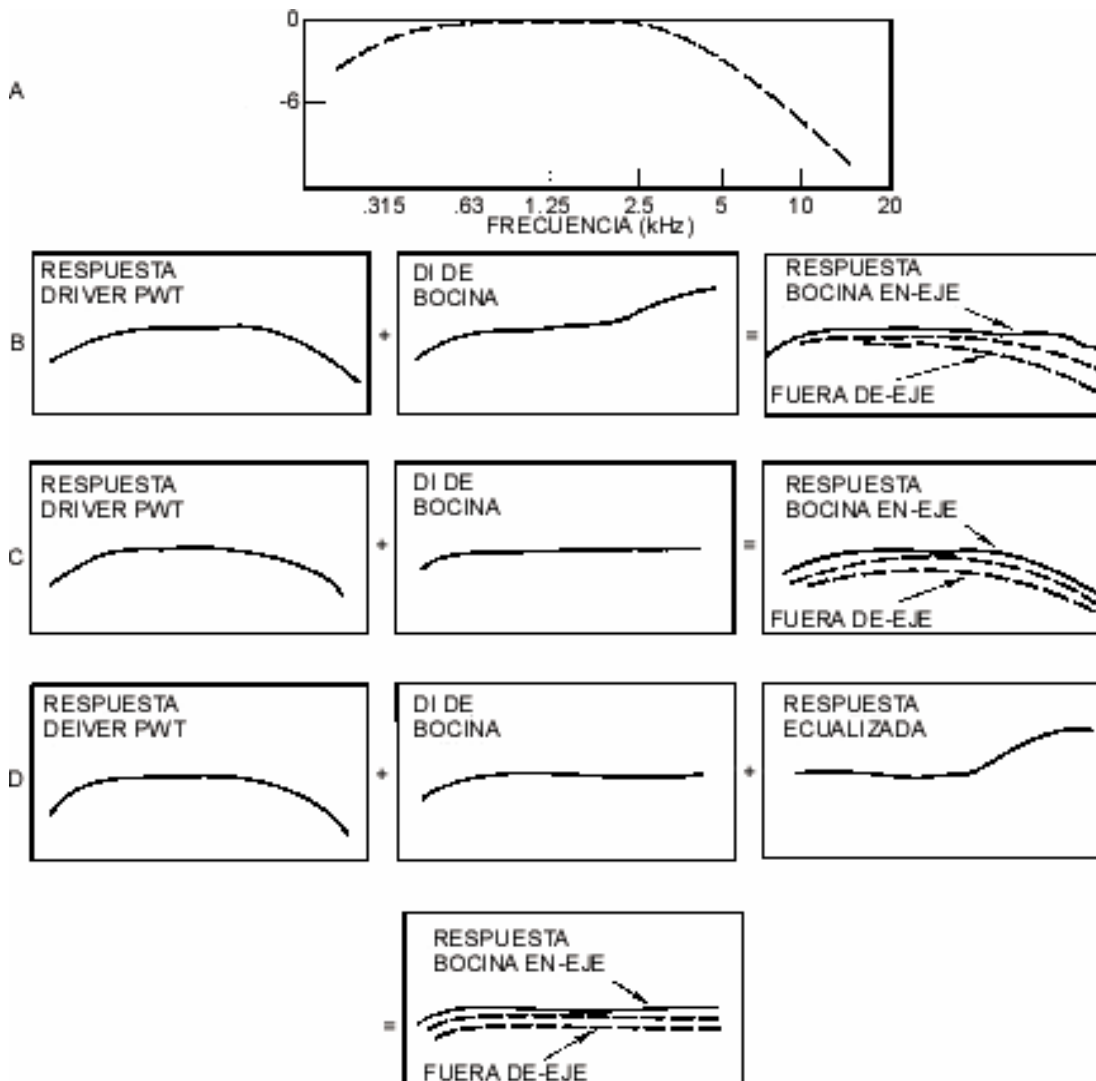 0
-6
A
.315 .63 1.25 2.5 5 10 20
FRECUENCIA (kHz)
B
RESPUESTA
DRIVER PWT
+
DI DE
BOCINA
=
RESPUESTA
BOCINA EN-EJE
FUERA DE-EJE
C
RESPUESTA
DRIVER PWT
+
DI DE
BOCINA
=
RESPUESTA
BOCINA EN-EJE
FUERA DE-EJE
D
RESPUESTA
DEIVER PWT
+
DI DE
BOCINA
+
RESPUESTA
ECUALIZADA
=
RESPUESTA
BOCINA EN-EJE
FUERA DE-EJE